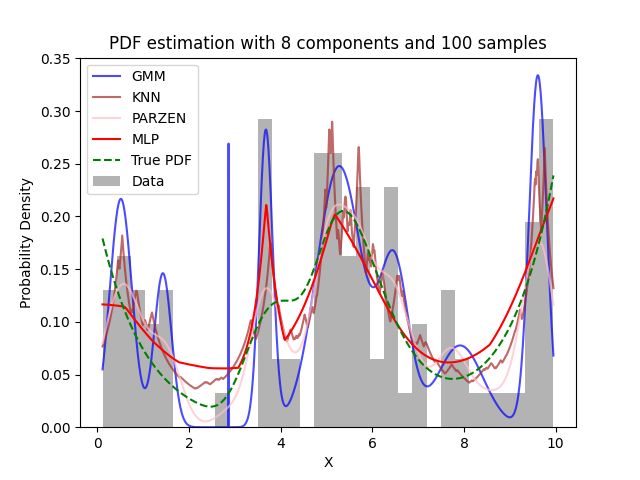 PDF estimation with 8 components and 100 samples
0.35
0.30
0.25
0.20
0.15
0.10
0.05
0.00
Probability Density
GMM
KNN
PARZEN
MLP
True PDF
Data
0 2 4 6 8 10
X